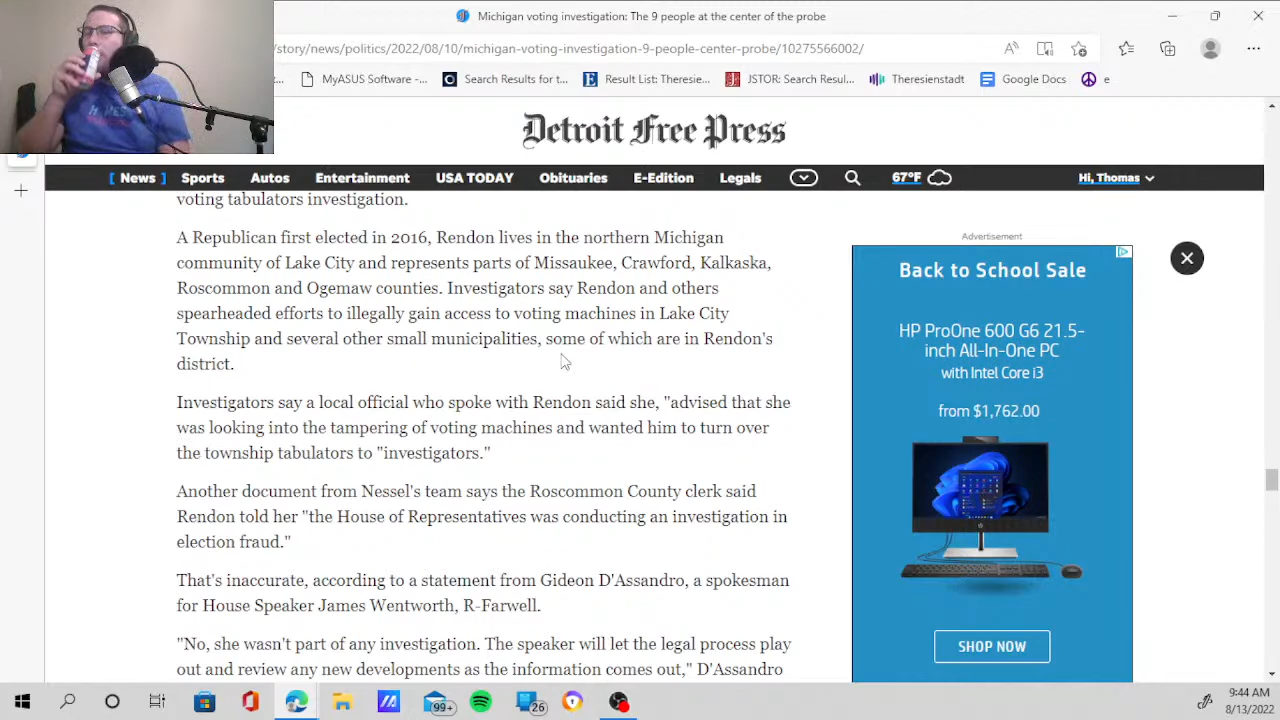 Michigan voting investigation: The 9 people at the center of the probe
/story/news/politics/2022/08/10/michigan-voting-investigation-9-people-center-probe/10275566002/
MyASUS Software -...
Search Results for t...
Result List: Theresie...
JSTOR: Search Resul...
Theresienstadt
Google Docs
e
Detroit Free Press
[ News ]
Sports
Autos
Entertainment
USA TODAY
Obituaries
E-Edition
Legals
67°F
Hi, Thomas
voting tabulators investigation.
A Republican first elected in 2016, Rendon lives in the northern Michigan
community of Lake City and represents parts of Missaukee, Crawford, Kalkaska,
Roscommon and Ogemaw counties. Investigators say Rendon and others
spearheaded efforts to illegally gain access to voting machines in Lake City
Township and several other small municipalities, some of which are in Rendon's
district.
Investigators say a local official who spoke with Rendon said she, "advised that she
was looking into the tampering of voting machines and wanted him to turn over
the township tabulators to "investigators."
Another document from Nessel's team says the Roscommon County clerk said
Rendon told her "the House of Representatives was conducting an investigation in
election fraud."
That's inaccurate, according to a statement from Gideon D'Assandro, a spokesman
for House Speaker James Wentworth, R-Farwell.
"No, she wasn't part of any investigation. The speaker will let the legal process play
out and review any new developments as the information comes out," D'Assandro
Advertisement
Back to School Sale
HP ProOne 600 G6 21.5-
inch All-In-One PC
with Intel Core i3
from $1,762.00
SHOP NOW
99+
26
9:44 AM
8/13/2022